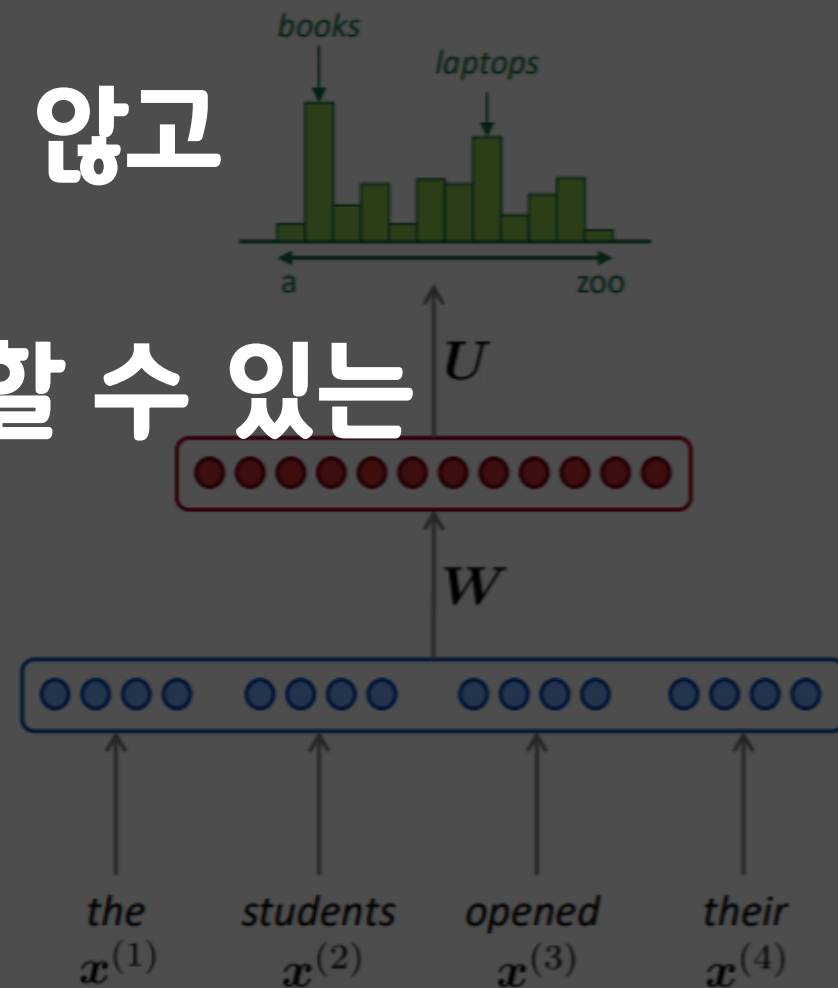 books
laptops
않고
a zoo
U
할 수 있는
W
the students opened their
x^(1) x^(2) x^(3) x^(4)